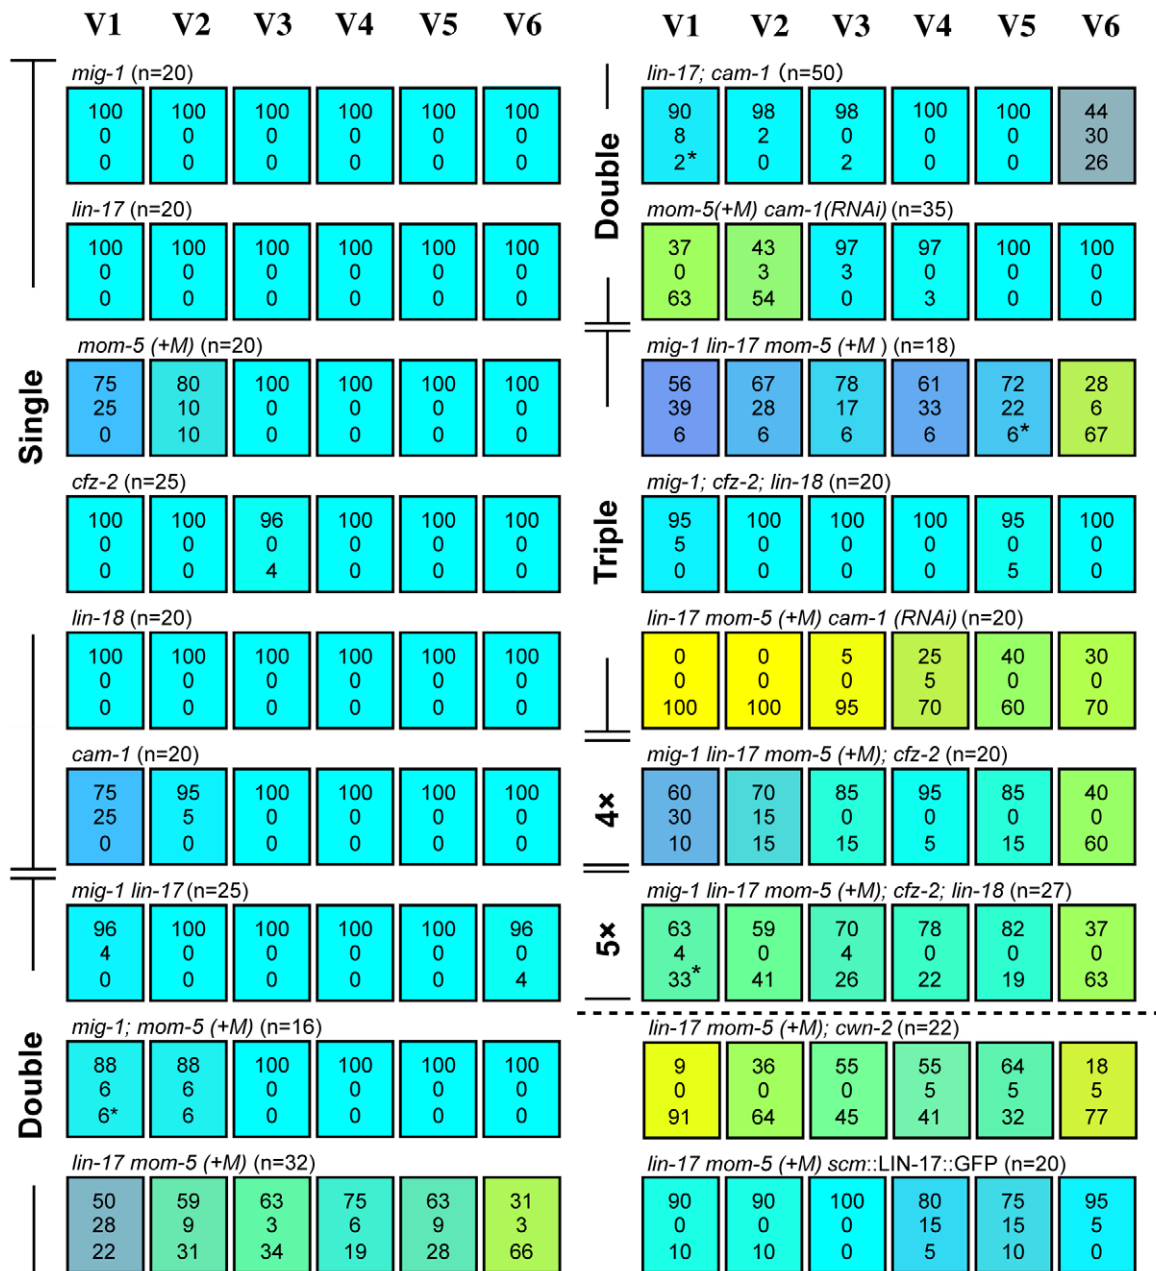 V1 V2 V3 V4 V5 V6
Single
mig-1 (n=20)
100 100 100 100 100 100
0 0 0 0 0 0
0 0 0 0 0 0
lin-17 (n=20)
100 100 100 100 100 100
0 0 0 0 0 0
0 0 0 0 0 0
mom-5 (+M) (n=20)
75 80 100 100 100 100
25 10 0 0 0 0
0 10 0 0 0 0
cfz-2 (n=25)
100 100 96 100 100 100
0 0 0 0 0 0
0 0 4 0 0 0
lin-18 (n=20)
100 100 100 100 100 100
0 0 0 0 0 0
0 0 0 0 0 0
cam-1 (n=20)
75 95 100 100 100 100
25 5 0 0 0 0
0 0 0 0 0 0
Double
mig-1 lin-17 (n=25)
96 100 100 100 100 96
4 0 0 0 0 0
0 0 0 0 0 4
mig-1; mom-5 (+M) (n=16)
88 88 100 100 100 100
6 6 0 0 0 0
6* 6 0 0 0 0
lin-17 mom-5 (+M) (n=32)
50 59 63 75 63 31
28 9 3 6 9 3
22 31 34 19 28 66
V1 V2 V3 V4 V5 V6
Double
lin-17; cam-1 (n=50)
90 98 98 100 100 44
8 2 0 0 0 30
2* 0 2 0 0 26
mom-5(+M) cam-1(RNAi) (n=35)
37 43 97 97 100 100
0 3 3 0 0 0
63 54 0 3 0 0
Triple
mig-1 lin-17 mom-5 (+M ) (n=18)
56 67 78 61 72 28
39 28 17 33 22 6
6 6 6 6 6* 67
mig-1; cfz-2; lin-18 (n=20)
95 100 100 100 95 100
5 0 0 0 0 0
0 0 0 0 5 0
lin-17 mom-5 (+M) cam-1 (RNAi) (n=20)
0 0 5 25 40 30
0 0 0 5 0 0
100 100 95 70 60 70
4×
mig-1 lin-17 mom-5 (+M); cfz-2 (n=20)
60 70 85 95 85 40
30 15 0 0 0 0
10 15 15 5 15 60
5×
mig-1 lin-17 mom-5 (+M); cfz-2; lin-18 (n=27)
63 59 70 78 82 37
4 0 4 0 0 0
33* 41 26 22 19 63
lin-17 mom-5 (+M); cwn-2 (n=22)
9 36 55 55 64 18
0 0 0 5 5 5
91 64 45 41 32 77
lin-17 mom-5 (+M) scm::LIN-17::GFP (n=20)
90 90 100 80 75 95
0 0 0 15 15 5
10 10 0 5 10 0